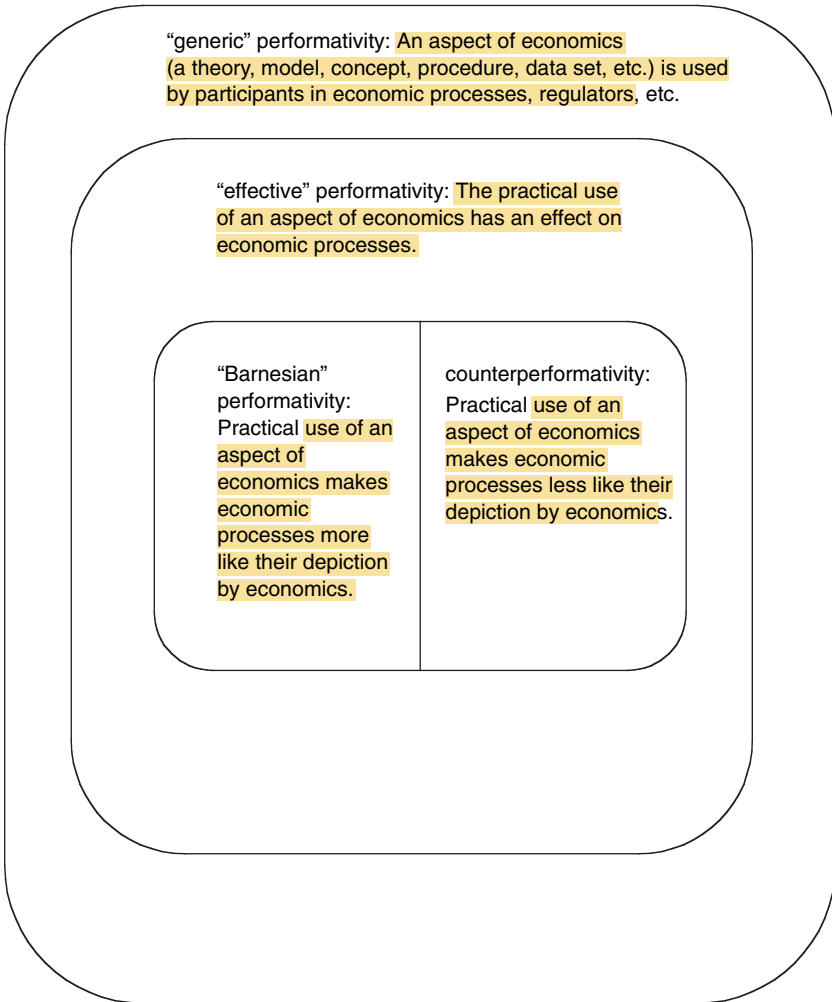 “generic” performativity: An aspect of economics
(a theory, model, concept, procedure, data set, etc.) is used
by participants in economic processes, regulators, etc.
“effective” performativity: The practical use
of an aspect of economics has an effect on
economic processes.
“Barnesian”
performativity:
Practical use of an
aspect of
economics makes
economic
processes more
like their depiction
by economics.
counterperformativity:
Practical use of an
aspect of economics
makes economic
processes less like their
depiction by economics.